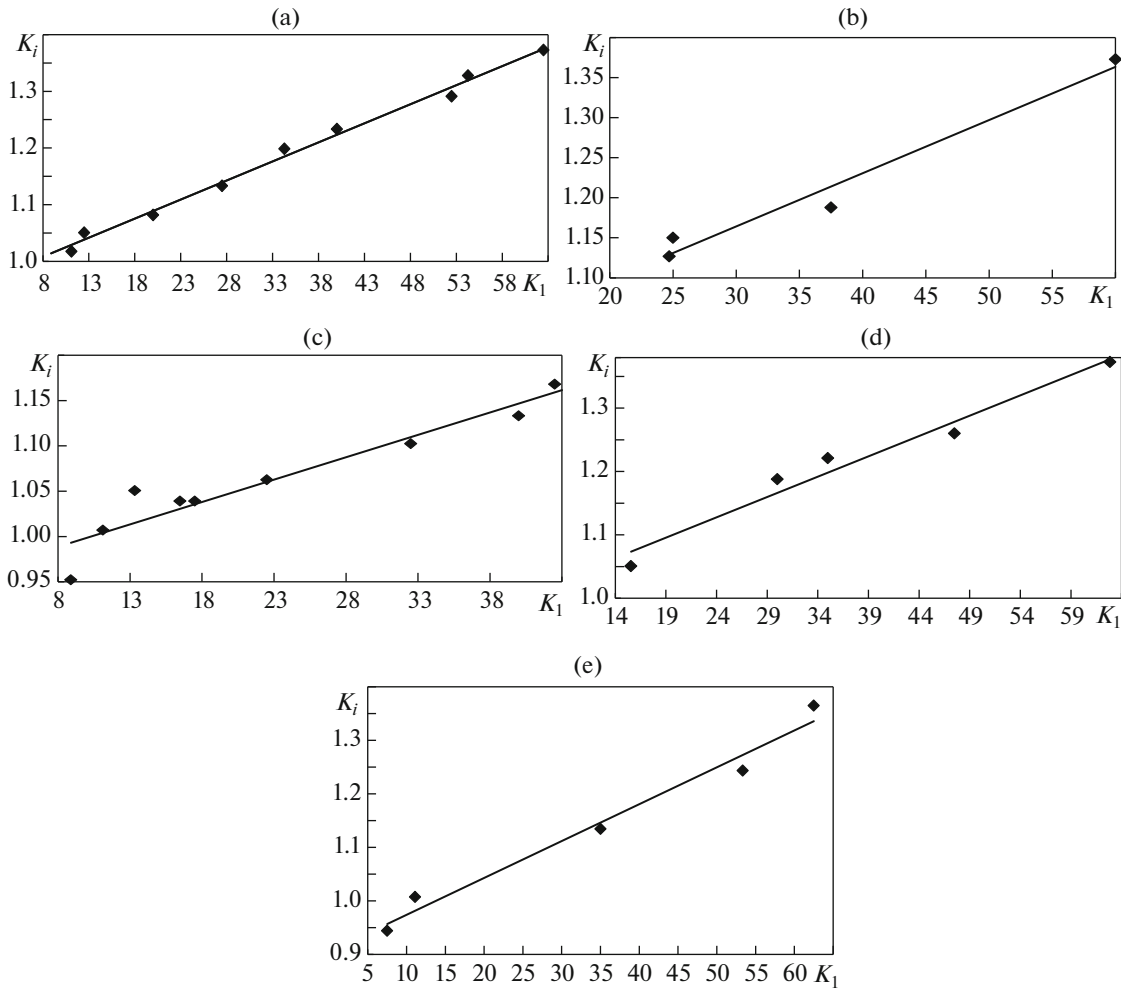 (a)
K_i
1.3
1.2
1.1
1.0
8 13 18 23 28 33 38 43 48 53 58 K_1
(b)
K_i
1.35
1.30
1.25
1.20
1.15
1.10
20 25 30 35 40 45 50 55 K_1
(c)
K_i
1.15
1.10
1.05
1.00
0.95
8 13 18 23 28 33 38 K_1
(d)
K_i
1.3
1.2
1.1
1.0
14 19 24 29 34 39 44 49 54 59 K_1
(e)
K_i
1.3
1.2
1.1
1.0
0.9
5 10 15 20 25 30 35 40 45 50 55 60 K_1